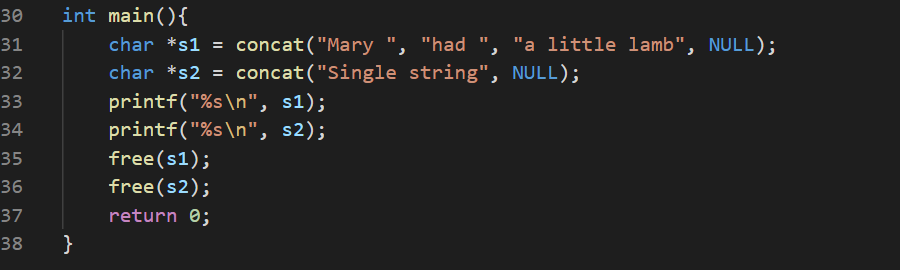 30 int main(){
31     char *s1 = concat("Mary ", "had ", "a little lamb", NULL);
32     char *s2 = concat("Single string", NULL);
33     printf("%s\n", s1);
34     printf("%s\n", s2);
35     free(s1);
36     free(s2);
37     return 0;
38 }